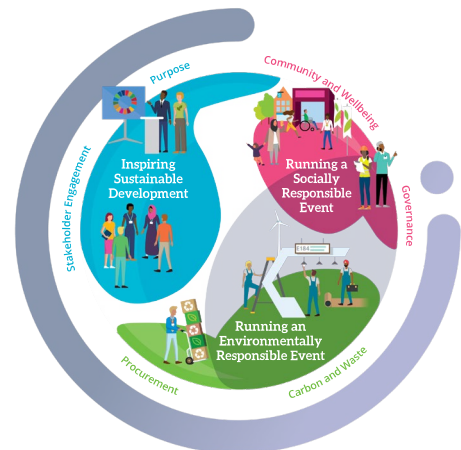 Purpose
Community and Wellbeing
Stakeholder Engagement
Inspiring
Sustainable
Development
Running a
Socially
Responsible
Event
Governance
Running an
Environmentally
Responsible Event
Procurement
Carbon and Waste